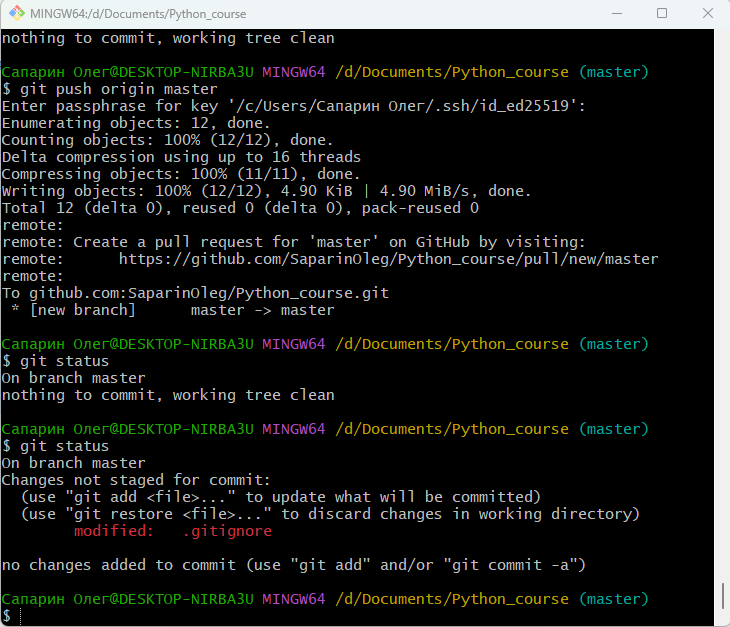 MINGW64:/d/Documents/Python_course
nothing to commit, working tree clean
Сапарин Олег@DESKTOP-NIRBA3U MINGW64 /d/Documents/Python_course (master)
$ git push origin master
Enter passphrase for key '/c/Users/Сапарин Олег/.ssh/id_ed25519':
Enumerating objects: 12, done.
Counting objects: 100% (12/12), done.
Delta compression using up to 16 threads
Compressing objects: 100% (11/11), done.
Writing objects: 100% (12/12), 4.90 KiB | 4.90 MiB/s, done.
Total 12 (delta 0), reused 0 (delta 0), pack-reused 0
remote:
remote: Create a pull request for 'master' on GitHub by visiting:
remote:      https://github.com/SaparinOleg/Python_course/pull/new/master
remote:
To github.com:SaparinOleg/Python_course.git
 * [new branch]      master -> master
Сапарин Олег@DESKTOP-NIRBA3U MINGW64 /d/Documents/Python_course (master)
$ git status
On branch master
nothing to commit, working tree clean
Сапарин Олег@DESKTOP-NIRBA3U MINGW64 /d/Documents/Python_course (master)
$ git status
On branch master
Changes not staged for commit:
  (use "git add <file>..." to update what will be committed)
  (use "git restore <file>..." to discard changes in working directory)
        modified:   .gitignore
no changes added to commit (use "git add" and/or "git commit -a")
Сапарин Олег@DESKTOP-NIRBA3U MINGW64 /d/Documents/Python_course (master)
$